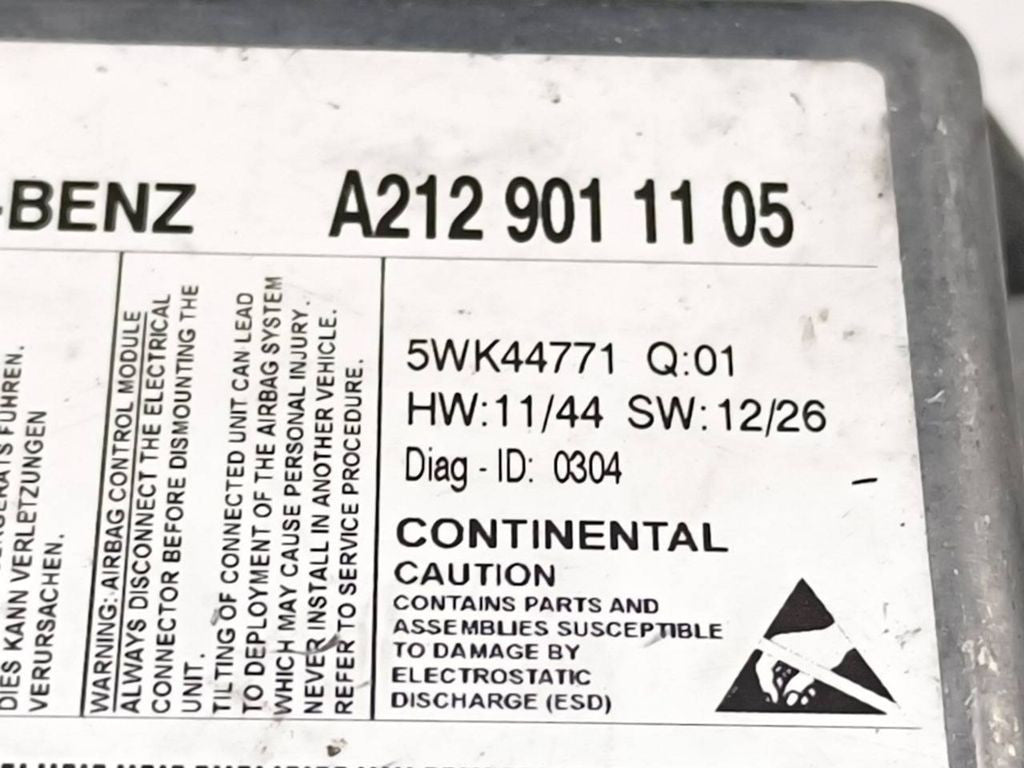 -BENZ A212 901 11 05
FÜHREN.
DIES KANN VERLETZUNGEN
VERURSACHEN.
WARNING: AIRBAG CONTROL MODULE
ALWAYS DISCONNECT THE ELECTRICAL
CONNECTOR BEFORE DISMOUNTING THE
UNIT.
TILTING OF CONNECTED UNIT CAN LEAD
TO DEPLOYMENT OF THE AIRBAG SYSTEM
WHICH MAY CAUSE PERSONAL INJURY.
NEVER INSTALL IN ANOTHER VEHICLE.
REFER TO SERVICE PROCEDURE.
5WK44771 Q:01
HW:11/44 SW:12/26
Diag - ID: 0304
CONTINENTAL
CAUTION
CONTAINS PARTS AND
ASSEMBLIES SUSCEPTIBLE
TO DAMAGE BY
ELECTROSTATIC
DISCHARGE (ESD)